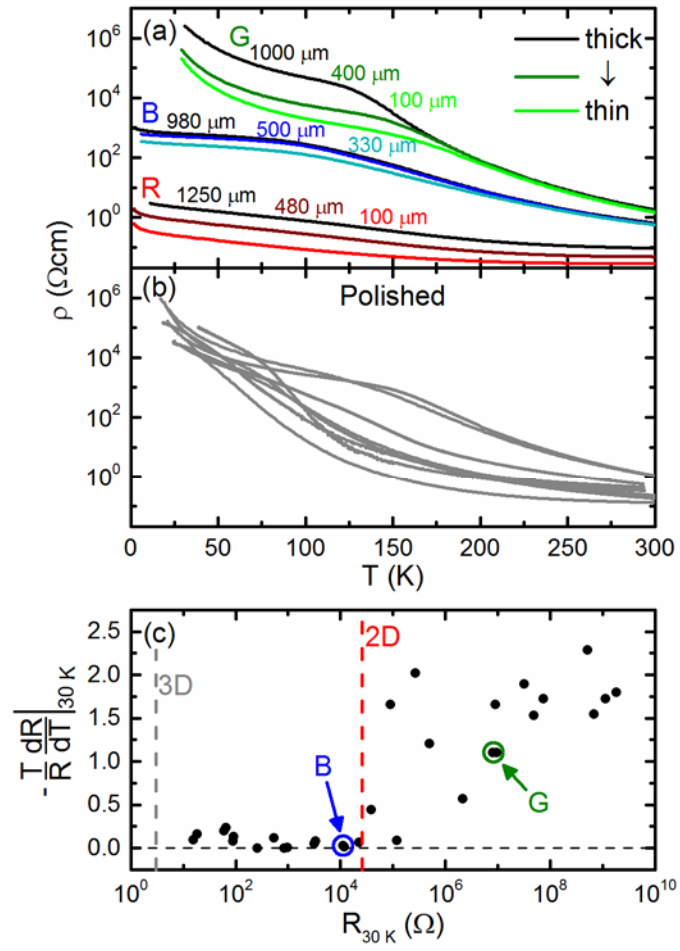 (a)
G
1000 μm
400 μm
100 μm
thick
↓
thin
B
980 μm
500 μm
330 μm
R
1250 μm
480 μm
100 μm
10⁶
10⁴
10²
10⁰
ρ (Ωcm)
(b)
Polished
10⁶
10⁴
10²
10⁰
0 50 100 150 200 250 300
T (K)
(c)
3D
2D
B
G
2.5
2.0
1.5
1.0
0.5
0.0
- T/R dR/dT |30 K
10⁰ 10² 10⁴ 10⁶ 10⁸ 10¹⁰
R30 K (Ω)